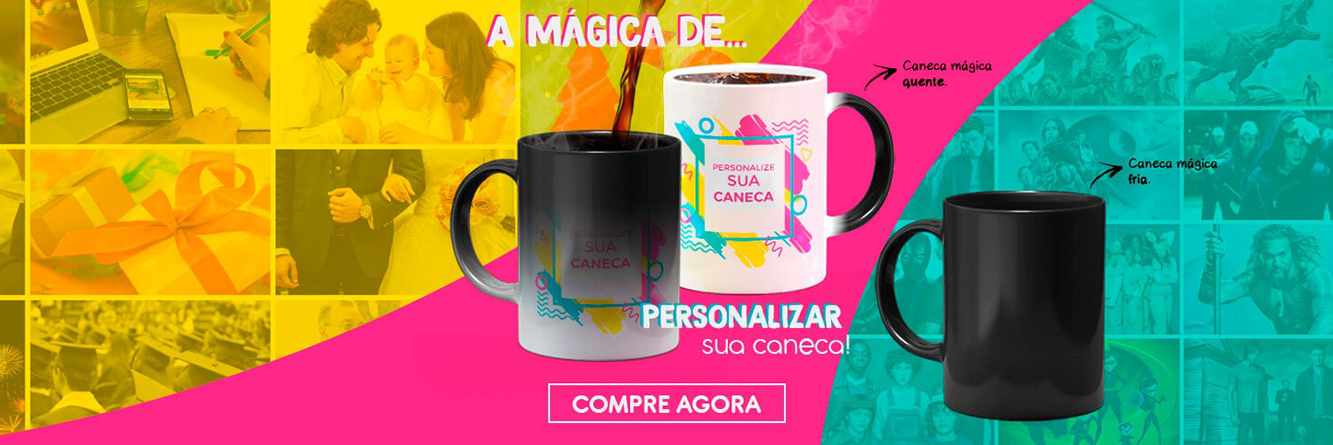 A MÁGICA DE...
Caneca mágica
quente.
PERSONALIZE
SUA
CANECA
Caneca mágica
fria.
PERSONALIZE
SUA
CANECA
PERSONALIZAR
sua caneca!
COMPRE AGORA